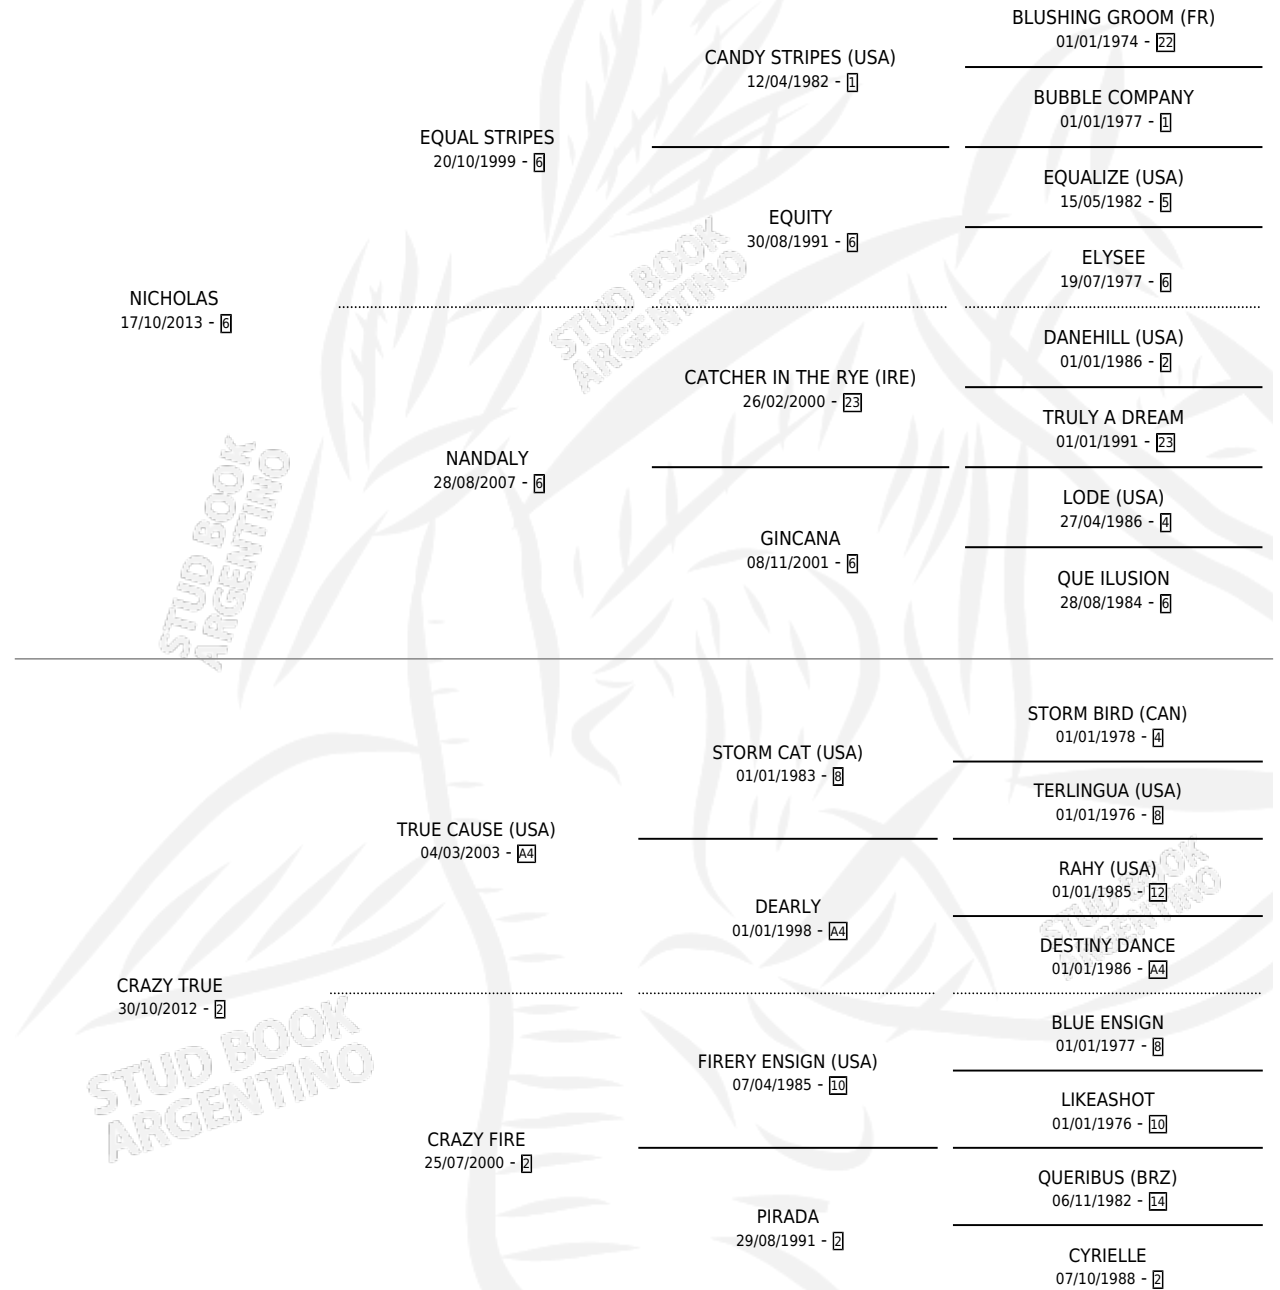 BLUSHING GROOM (FR)
01/01/1974 - 22
CANDY STRIPES (USA)
12/04/1982 - 1
BUBBLE COMPANY
01/01/1977 - 1
EQUAL STRIPES
20/10/1999 - 6
EQUALIZE (USA)
15/05/1982 - 5
EQUITY
30/08/1991 - 6
ELYSEE
19/07/1977 - 6
NICHOLAS
17/10/2013 - 6
DANEHILL (USA)
01/01/1986 - 2
CATCHER IN THE RYE (IRE)
26/02/2000 - 23
TRULY A DREAM
01/01/1991 - 23
NANDALY
28/08/2007 - 6
LODE (USA)
27/04/1986 - 4
GINCANA
08/11/2001 - 6
QUE ILUSION
28/08/1984 - 6
STORM BIRD (CAN)
01/01/1978 - 4
STORM CAT (USA)
01/01/1983 - 8
TERLINGUA (USA)
01/01/1976 - 8
TRUE CAUSE (USA)
04/03/2003 - A4
RAHY (USA)
01/01/1985 - 12
DEARLY
01/01/1998 - A4
DESTINY DANCE
01/01/1986 - A4
CRAZY TRUE
30/10/2012 - 2
BLUE ENSIGN
01/01/1977 - 8
FIRERY ENSIGN (USA)
07/04/1985 - 10
LIKEASHOT
01/01/1976 - 10
CRAZY FIRE
25/07/2000 - 2
QUERIBUS (BRZ)
06/11/1982 - 14
PIRADA
29/08/1991 - 2
CYRIELLE
07/10/1988 - 2
STUD BOOK
ARGENTINO
STUD BOOK
ARGENTINO
STUD BOOK
ARGENTINO
STUD BOOK
ARGENTINO